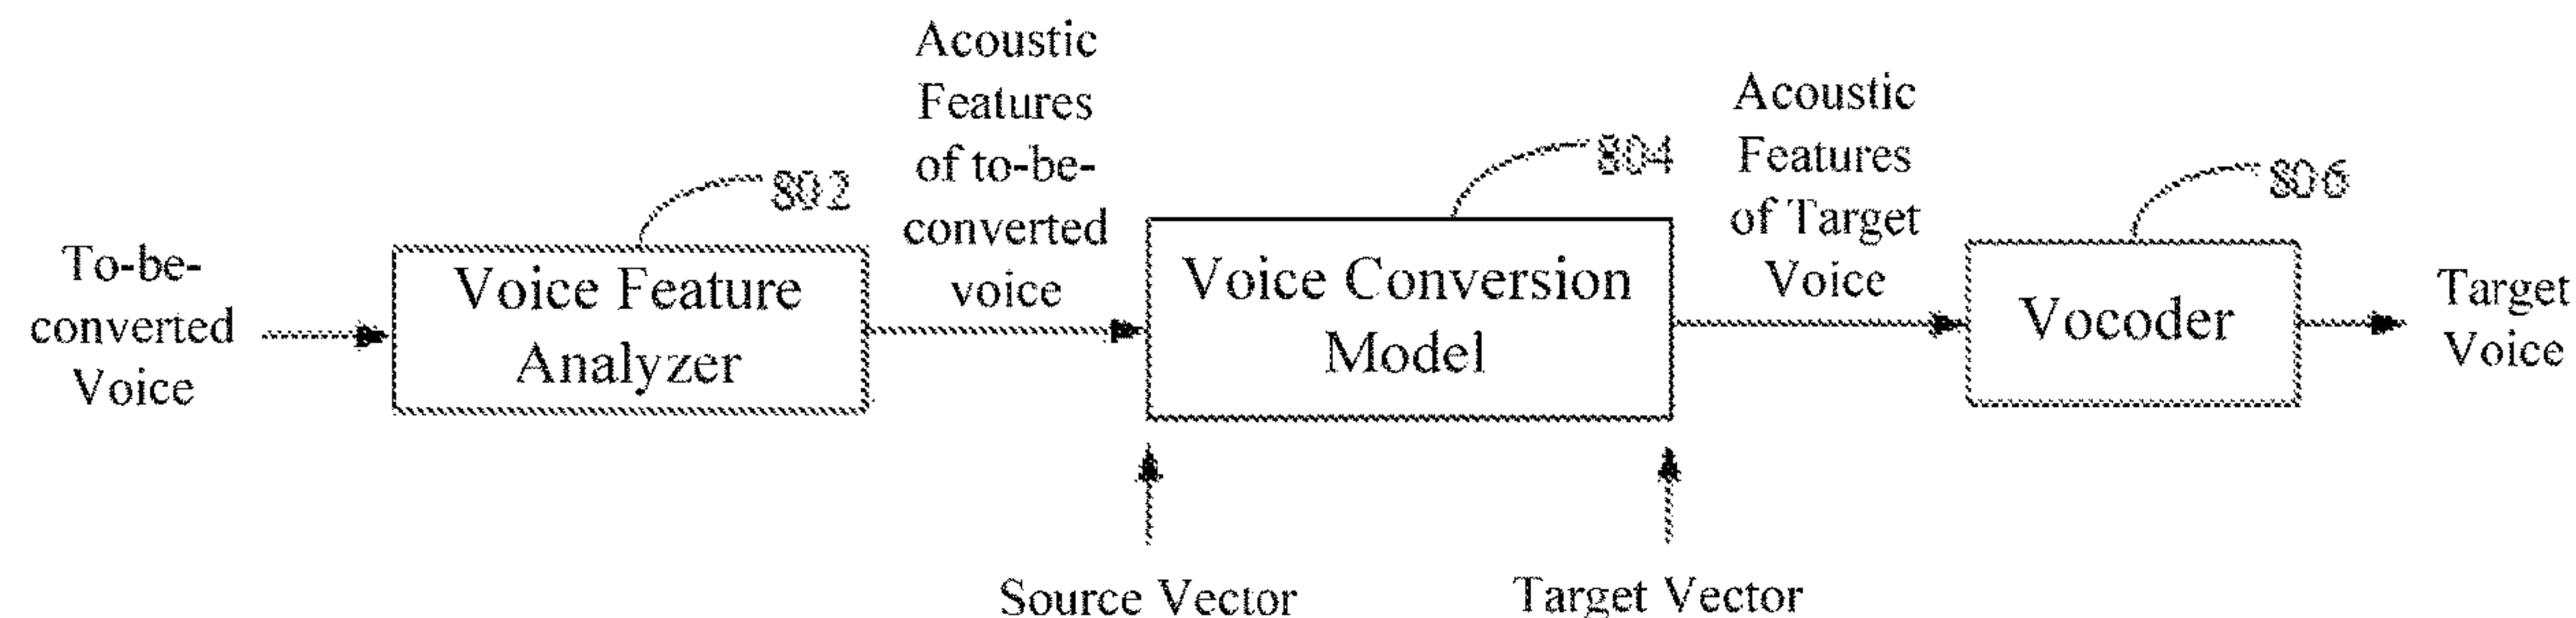 To-be-
converted
Voice
802
Voice Feature
Analyzer
Acoustic
Features
of to-be-
converted
voice
804
Voice Conversion
Model
Source Vector
Target Vector
Acoustic
Features
of Target
Voice
806
Vocoder
Target
Voice